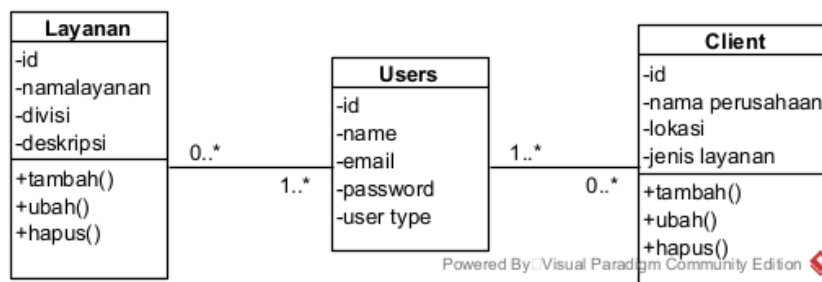 Layanan
-id
-namalayanan
-divisi
-deskripsi
+tambah()
+ubah()
+hapus()
0..*
1..*
Users
-id
-name
-email
-password
-user type
1..*
0..*
Client
-id
-nama perusahaan
-lokasi
-jenis layanan
+tambah()
+ubah()
+hapus()
Powered By Visual Paradigm Community Edition